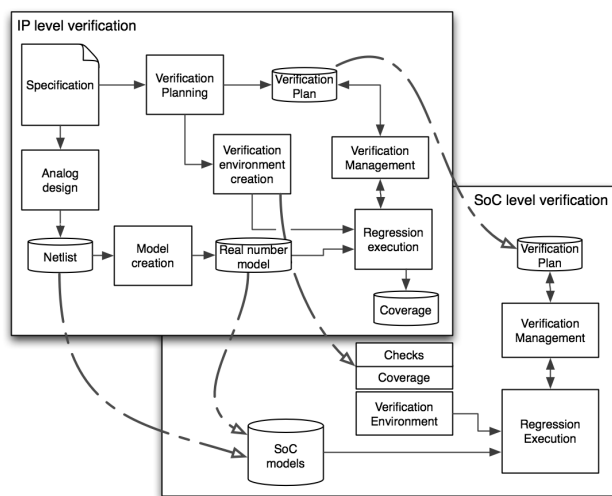 IP level verification
Specification
Verification
Planning
Verification
Plan
Analog
design
Verification
environment
creation
Verification
Management
Netlist
Model
creation
Real number
model
Regression
execution
Coverage
SoC level verification
Verification
Plan
Verification
Management
Checks
Coverage
Verification
Environment
Regression
Execution
SoC
models